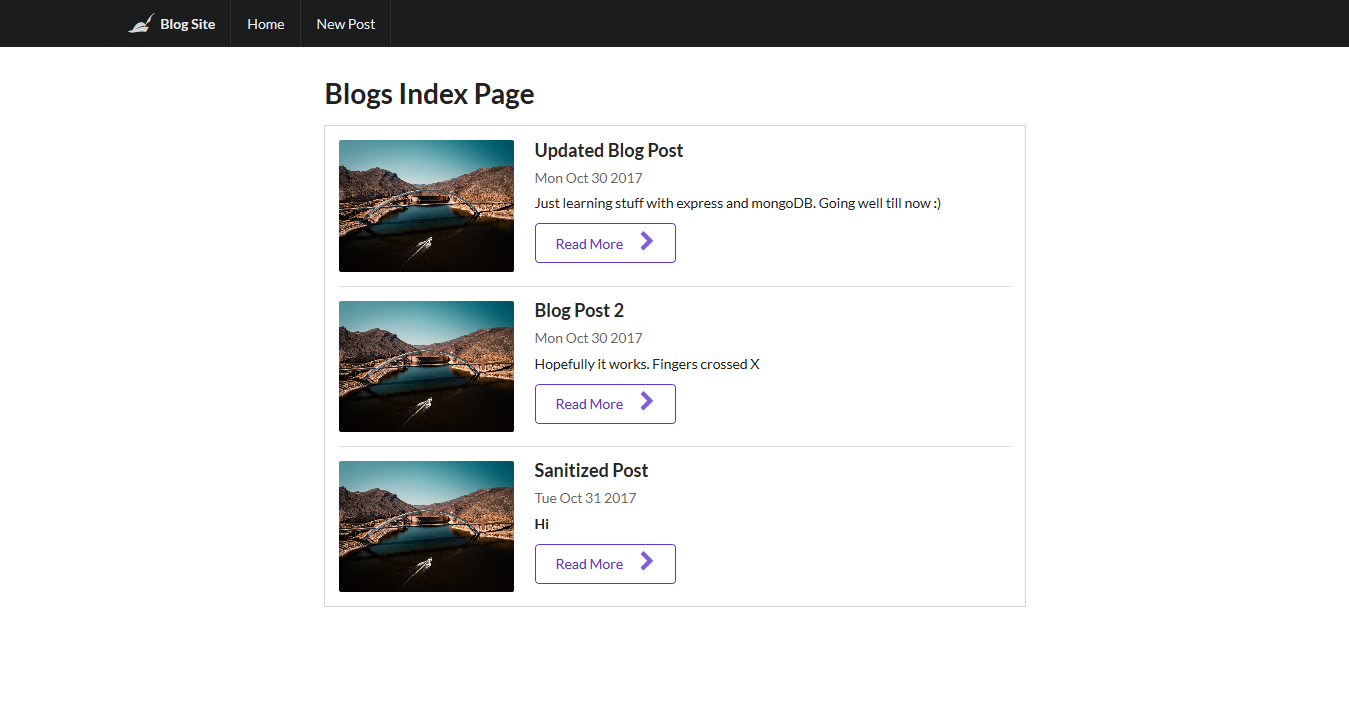 Blog Site Home New Post
Blogs Index Page
Updated Blog Post
Mon Oct 30 2017
Just learning stuff with express and mongoDB. Going well till now :)
Read More
Blog Post 2
Mon Oct 30 2017
Hopefully it works. Fingers crossed X
Read More
Sanitized Post
Tue Oct 31 2017
Hi
Read More